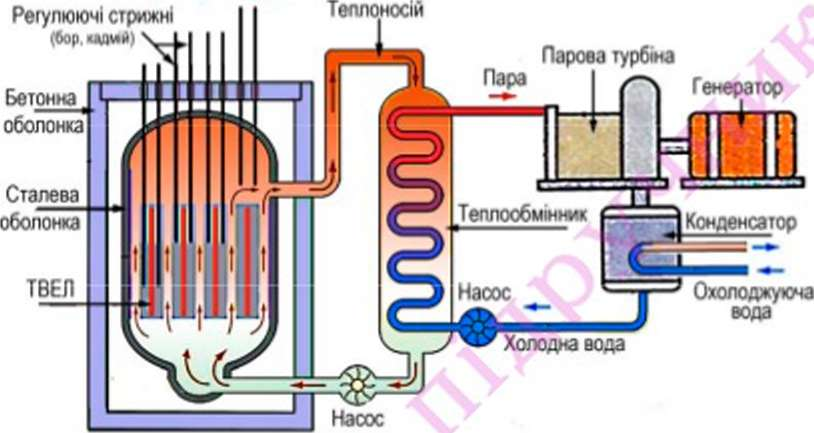 Регулюючі стрижні
(бор, кадмій)
Теплоносій
Парова турбіна
Пара
Генератор
Бетонна
оболонка
Сталева
оболонка
Теплообмінник
Конденсатор
ТВЕЛ
Насос
Охолоджуюча
вода
Холодна вода
Насос
підручник